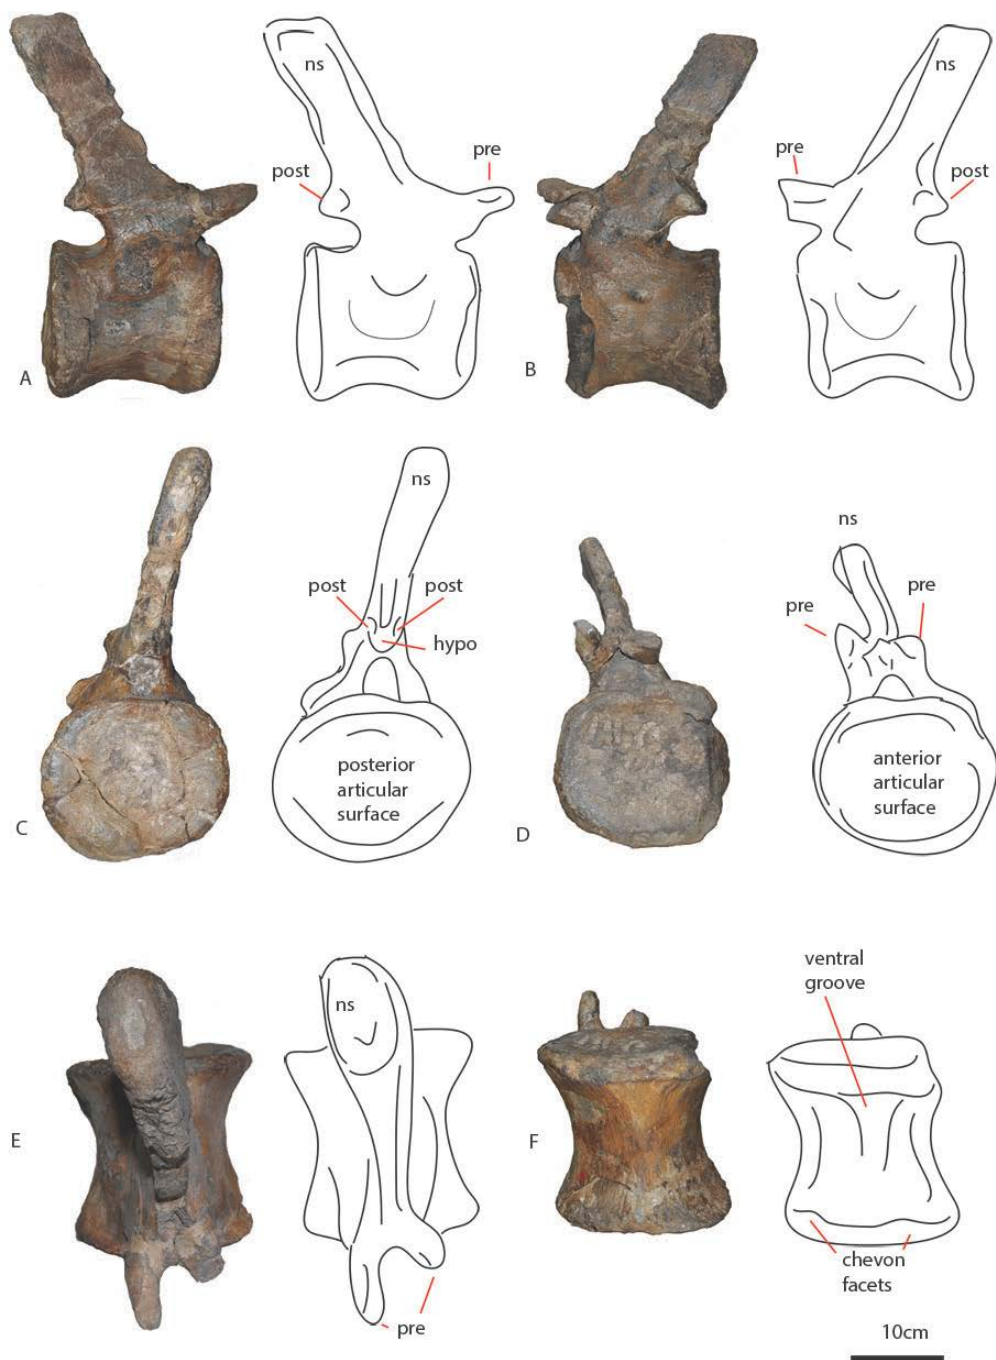 ns
ns
pre
post
pre
post
A
B
ns
ns
post
post
pre
pre
hypo
posterior
articular
surface
anterior
articular
surface
C
D
ventral
groove
ns
E
F
chevon
facets
pre
10cm